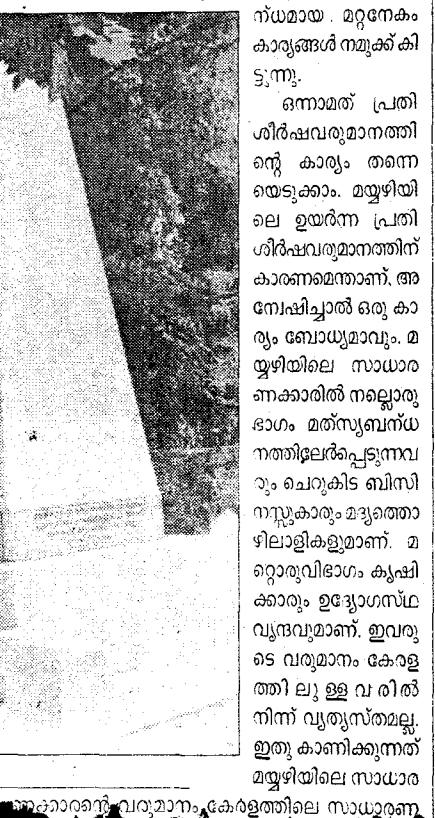 ന്ധമായ . മറ്റനേകം
കാര്യങ്ങൾ നമുക്ക് കി
ട്ടുന്നു.
ഒന്നാമത് പ്രതി
ശീർഷവരുമാനത്തി
ന്റെ കാര്യം തന്നെ
യെടുക്കാം. മയ്യഴിയി
ലെ ഉയർന്ന പ്രതി
ശീർഷവരുമാനത്തിന്
കാരണമെന്താണ്, അ
ന്വേഷിച്ചാൽ ഒരു കാ
ര്യം ബോധ്യമാവും. മ
യ്യഴിയിലെ സാധാര
ണക്കാരിൽ നല്ലൊരു
ഭാഗം മത്സ്യബന്ധ
നത്തിലേർപ്പെടുന്നവ
രും ചെറുകിട ബിസി
നസ്സുകാരും മദ്യത്തൊ
ഴിലാളികളുമാണ്. മ
റ്റൊരുവിഭാഗം കൃഷി
ക്കാരും ഉദ്യോഗസ്ഥ
വൃന്ദവുമാണ്. ഇവരു
ടെ വരുമാനം കേരള
ത്തി ലു ള്ള വ രിൽ
നിന്ന് വ്യത്യസ്തമല്ല.
ഇതു കാണിക്കുന്നത്
മയ്യഴിയിലെ സാധാര
ണക്കാരന്റെ വരുമാനം കേരളത്തിലെ സാധാരണ